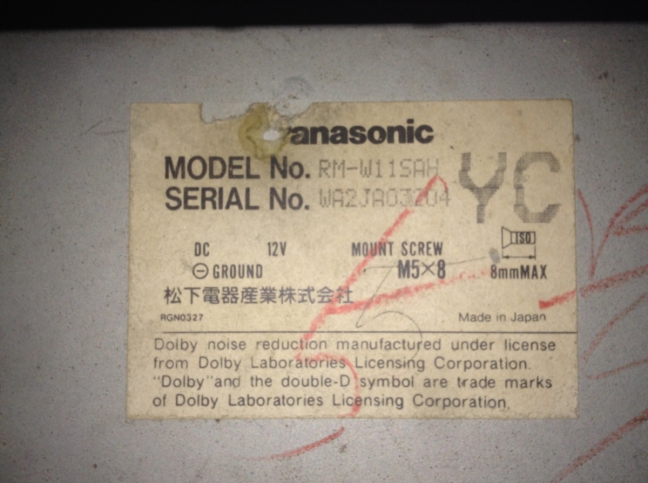 Panasonic
MODEL No. RM-W11SAH
SERIAL No. WA2JA03204
YC
DC 12V MOUNT SCREW ISO
⊖ GROUND M5×8 8mmMAX
松下電器産業株式会社
RGN0327 Made in Japan
Dolby noise reduction manufactured under license
from Dolby Laboratories Licensing Corporation.
"Dolby" and the double-D symbol are trade marks
of Dolby Laboratories Licensing Corporation.